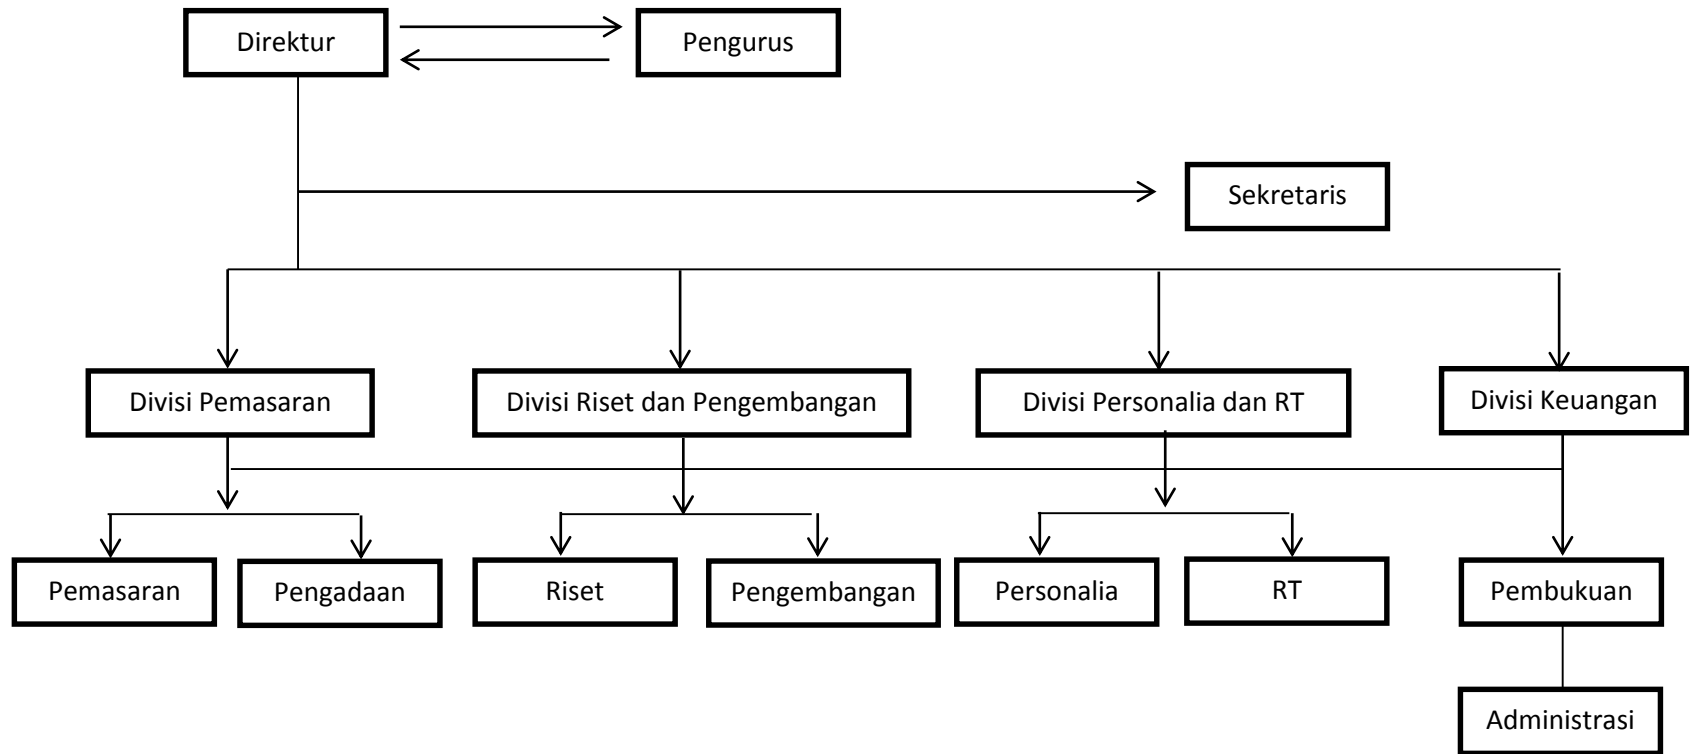 Direktur
Pengurus
Sekretaris
Divisi Pemasaran
Divisi Riset dan Pengembangan
Divisi Personalia dan RT
Divisi Keuangan
Pemasaran
Pengadaan
Riset
Pengembangan
Personalia
RT
Pembukuan
Administrasi